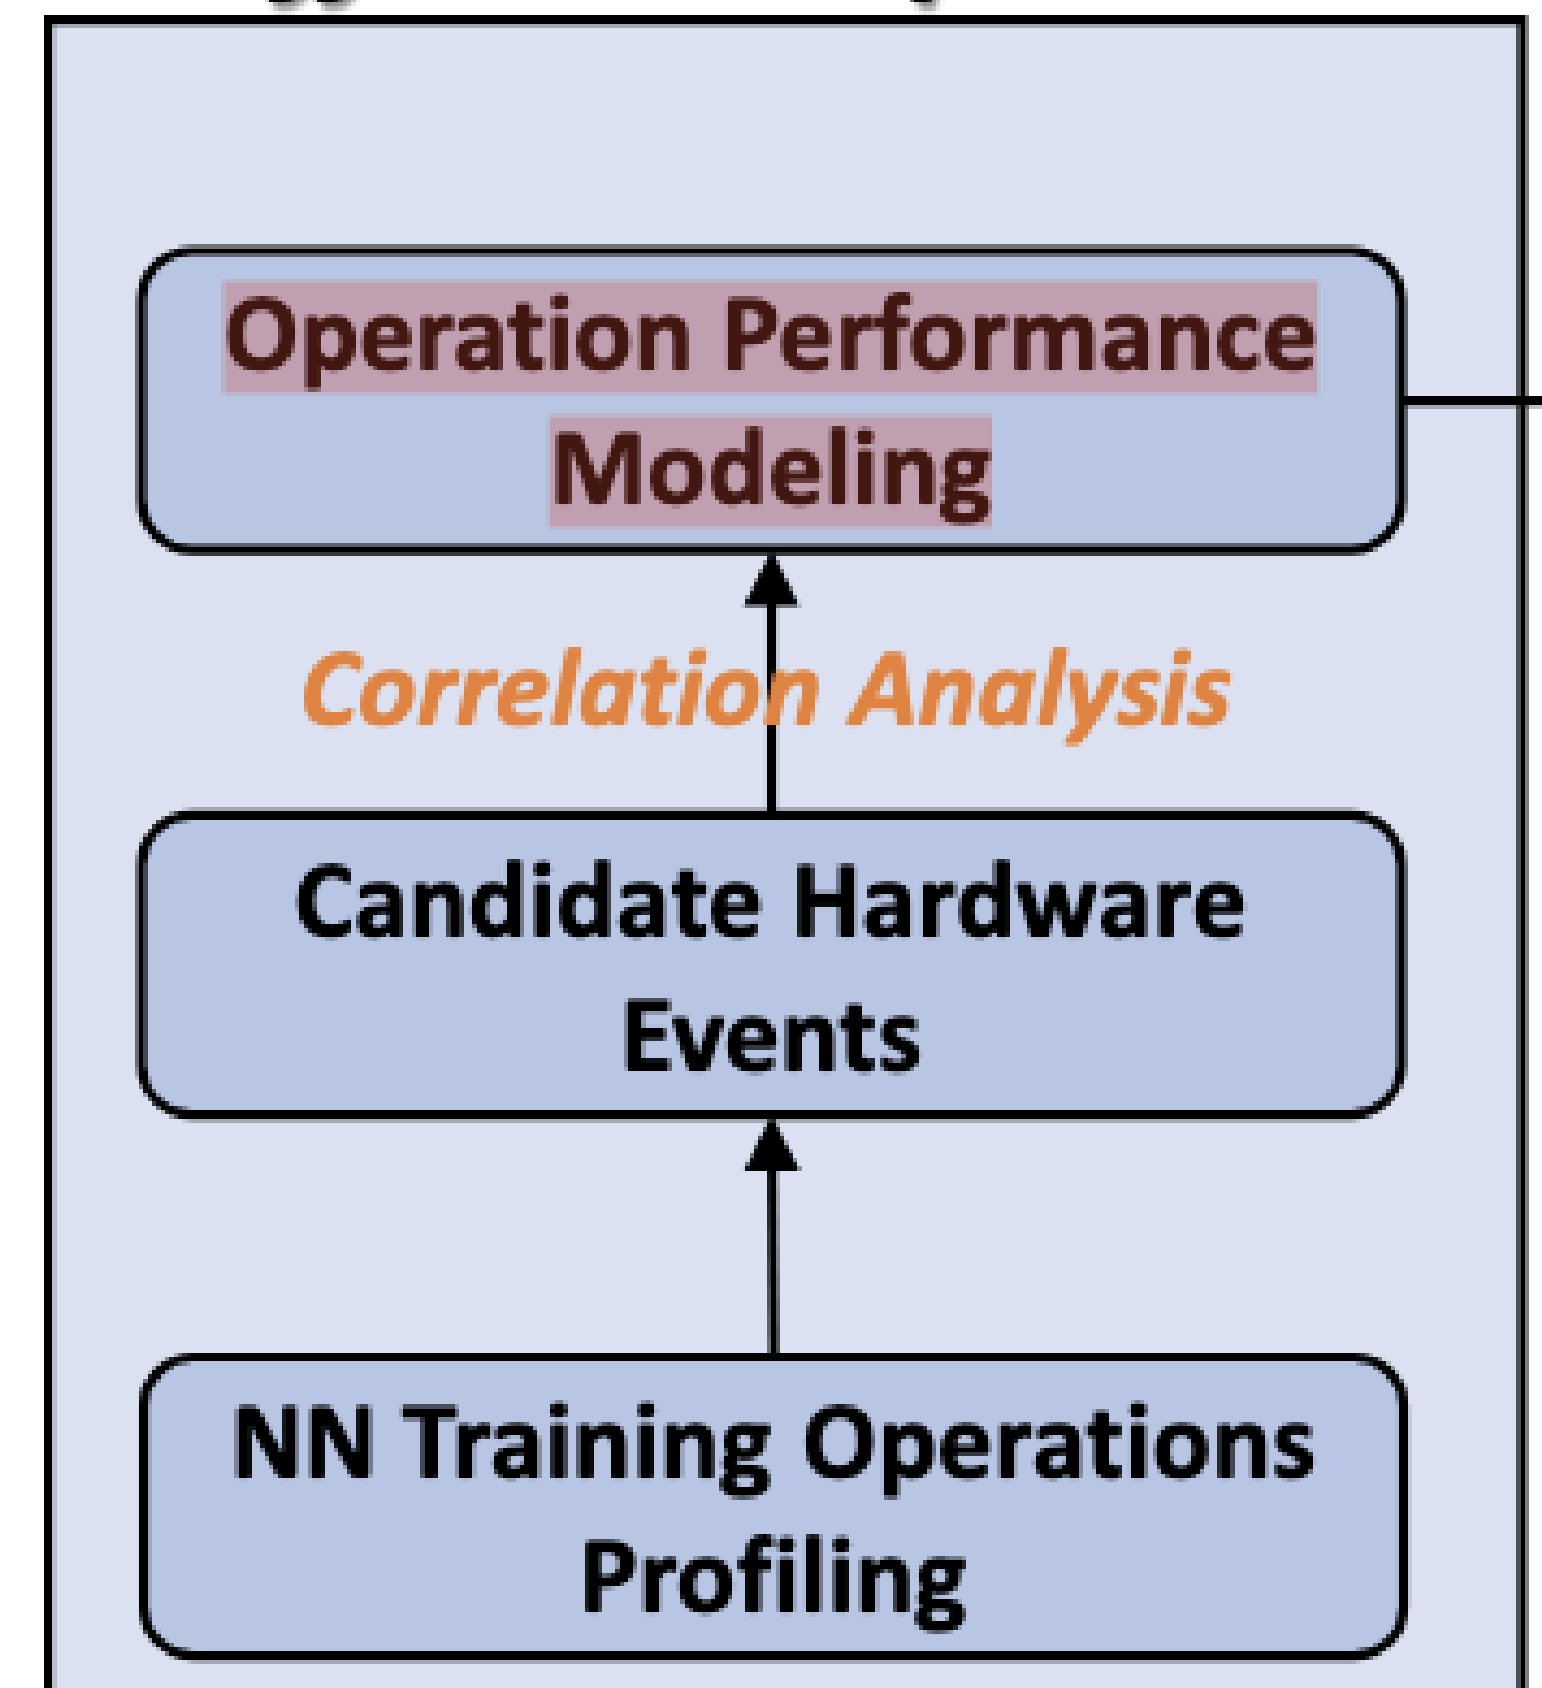 Operation Performance
Modeling
Correlation Analysis
Candidate Hardware
Events
NN Training Operations
Profiling